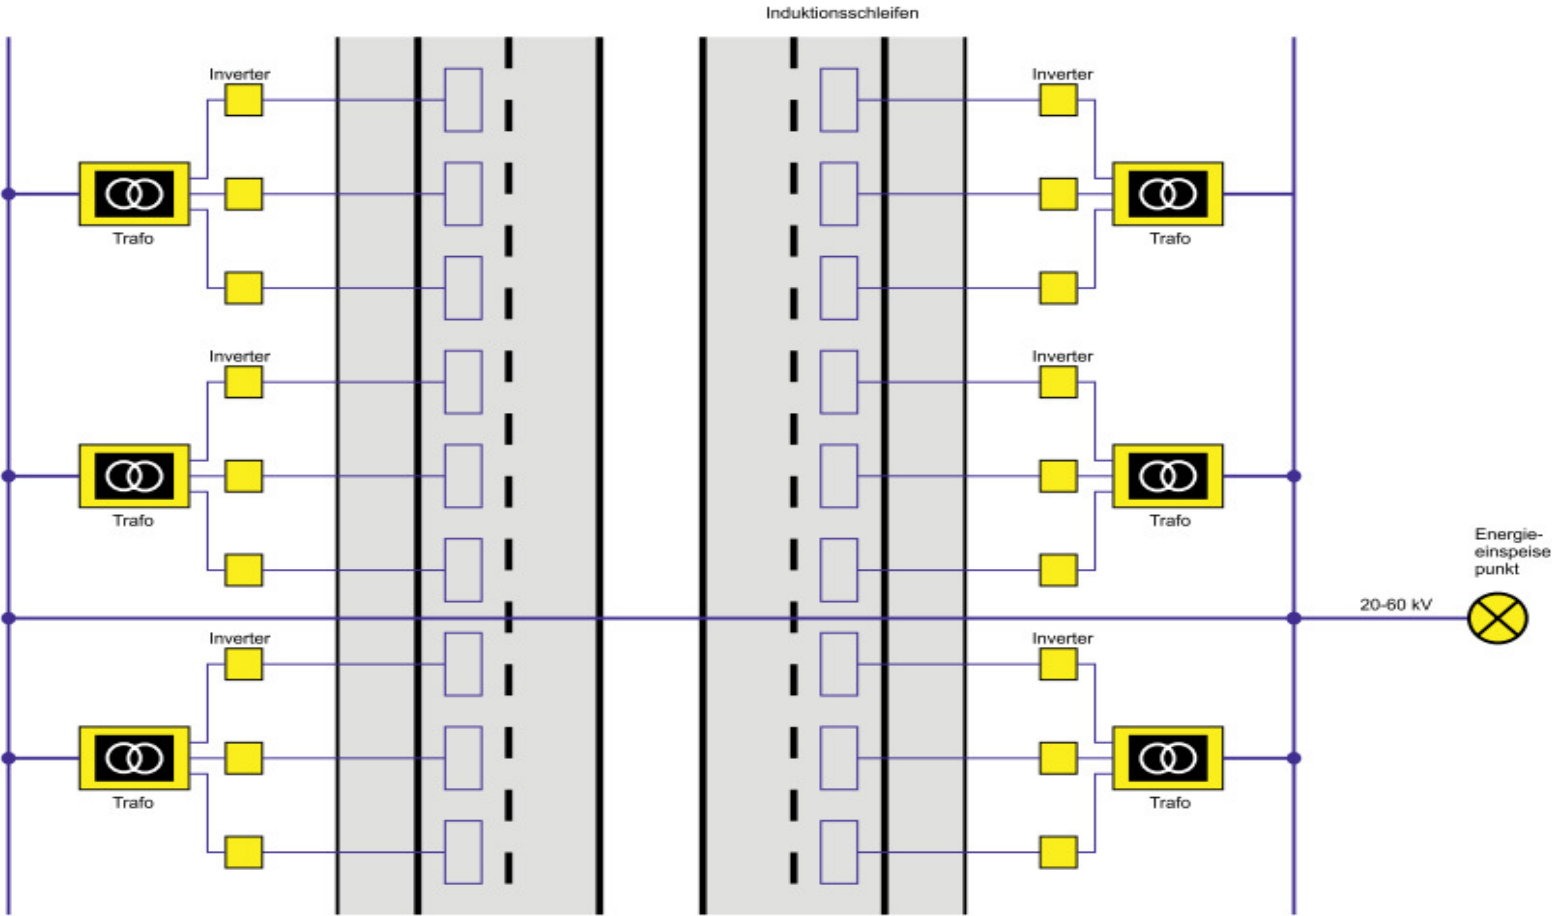 Induktionsschleifen
Inverter
Inverter
Trafo
Trafo
Inverter
Inverter
Trafo
Trafo
Energie-
einspeise
punkt
20-60 kV
Inverter
Inverter
Trafo
Trafo